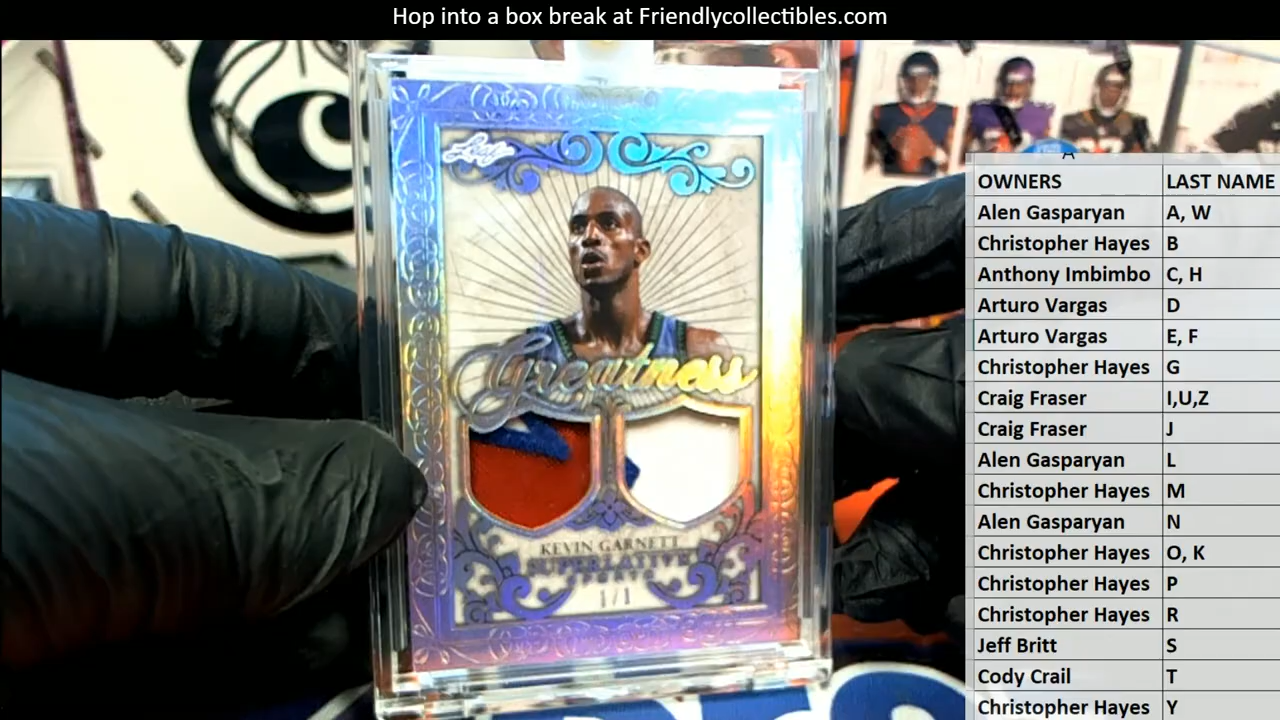 Hop into a box break at Friendlycollectibles.com
Leaf
Greatness
KEVIN GARNETT
SUPERLATIVE
SPORTS
1/1
A
OWNERS LAST NAME
Alen Gasparyan A, W
Christopher Hayes B
Anthony Imbimbo C, H
Arturo Vargas D
Arturo Vargas E, F
Christopher Hayes G
Craig Fraser I,U,Z
Craig Fraser J
Alen Gasparyan L
Christopher Hayes M
Alen Gasparyan N
Christopher Hayes O, K
Christopher Hayes P
Christopher Hayes R
Jeff Britt S
Cody Crail T
Christopher Hayes Y